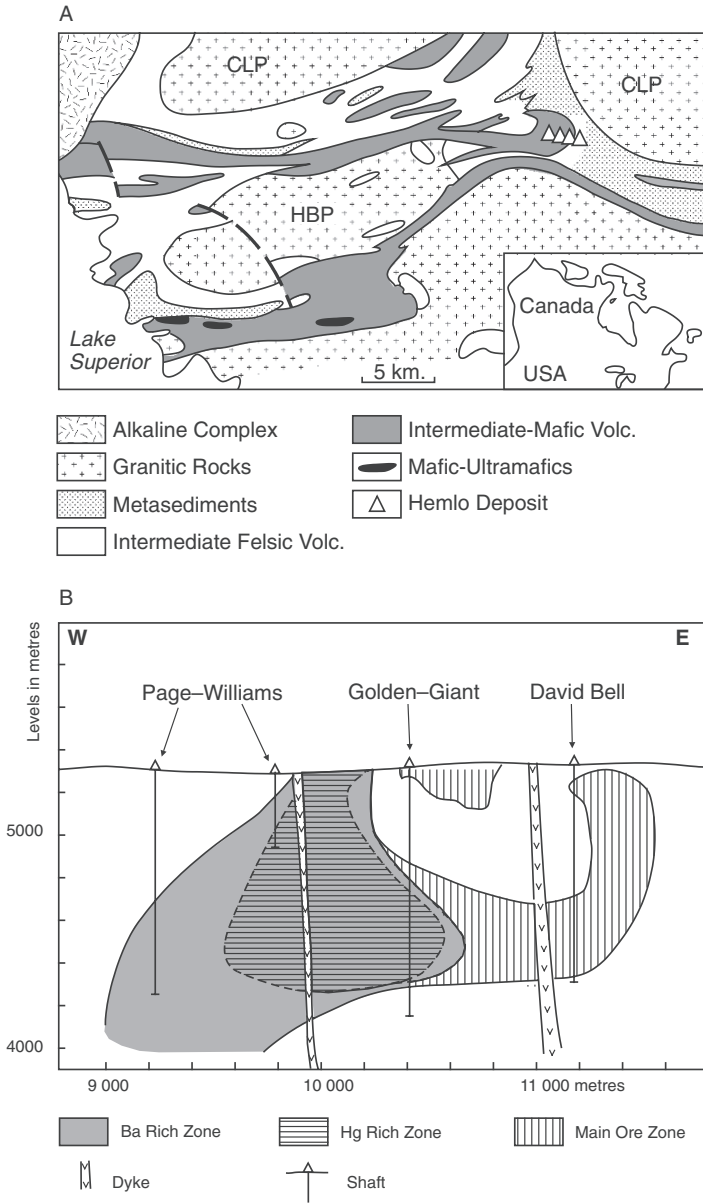 A
CLP
CLP
HBP
Lake
Superior
5 km.
Canada
USA
Alkaline Complex
Intermediate-Mafic Volc.
Granitic Rocks
Mafic-Ultramafics
Metasediments
Hemlo Deposit
Intermediate Felsic Volc.
B
W
E
Levels in metres
Page–Williams
Golden–Giant
David Bell
5000
4000
9 000
10 000
11 000 metres
Ba Rich Zone
Hg Rich Zone
Main Ore Zone
Dyke
Shaft